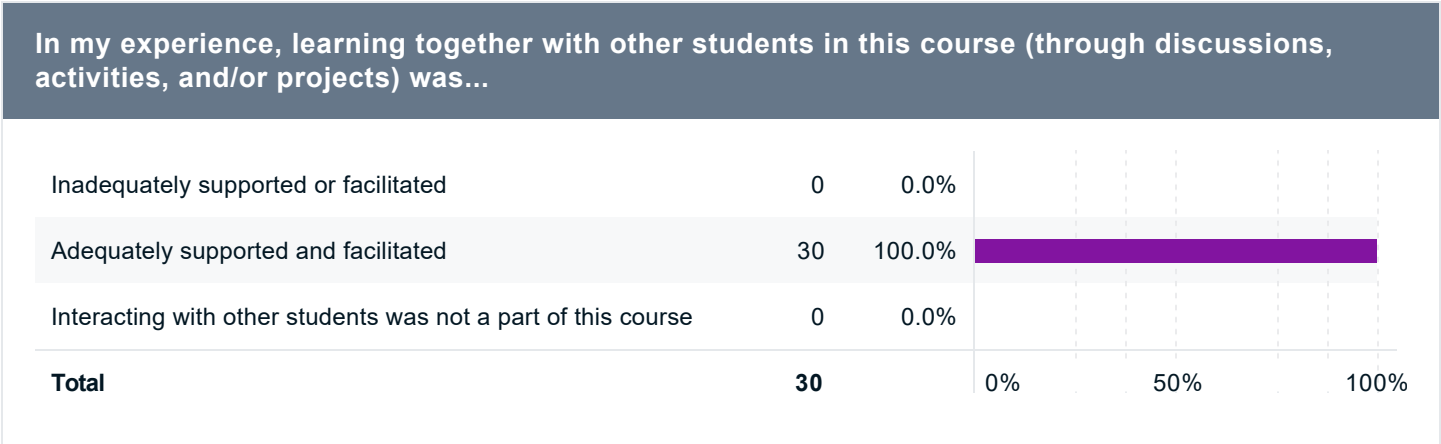 In my experience, learning together with other students in this course (through discussions,
activities, and/or projects) was...
Inadequately supported or facilitated 0 0.0%
Adequately supported and facilitated 30 100.0%
Interacting with other students was not a part of this course 0 0.0%
Total 30 0% 50% 100%